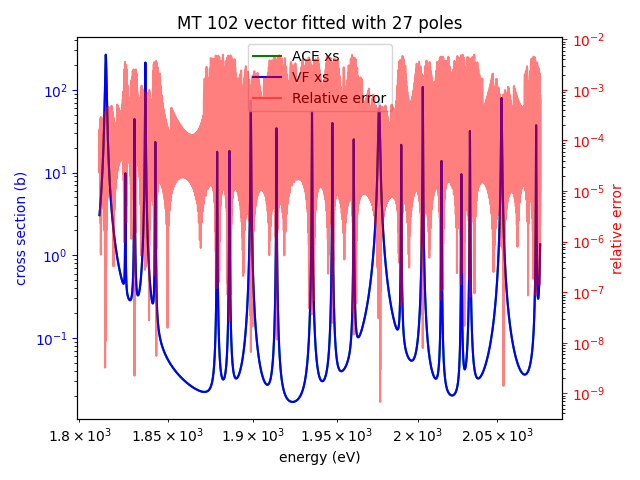 MT 102 vector fitted with 27 poles
ACE xs
VF xs
Relative error
cross section (b)
10²
10¹
10⁰
10⁻¹
10⁻²
10⁻³
10⁻⁴
10⁻⁵
10⁻⁶
10⁻⁷
10⁻⁸
10⁻⁹
relative error
1.8 × 10³ 1.85 × 10³ 1.9 × 10³ 1.95 × 10³ 2 × 10³ 2.05 × 10³
energy (eV)